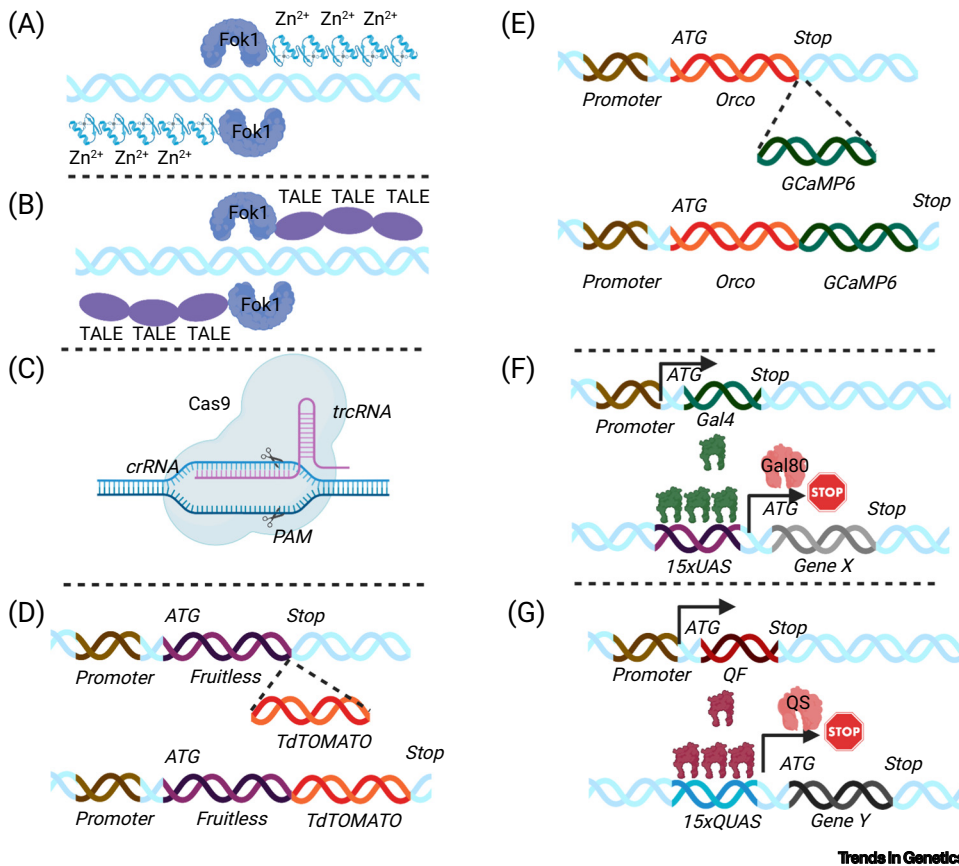 (A)
Zn2+ Zn2+ Zn2+
Fok1
Fok1
Zn2+ Zn2+ Zn2+
(B)
TALE TALE TALE
Fok1
Fok1
TALE TALE TALE
(C)
Cas9
trcRNA
crRNA
PAM
(D)
ATG Stop
Promoter Fruitless
TdTOMATO
ATG Stop
Promoter Fruitless TdTOMATO
(E)
ATG Stop
Promoter Orco
GCaMP6
ATG Stop
Promoter Orco GCaMP6
(F)
ATG Stop
Promoter Gal4
Gal80
STOP
ATG Stop
15xUAS Gene X
(G)
ATG Stop
Promoter QF
QS
STOP
ATG Stop
15xQUAS Gene Y
Trends in Genetics